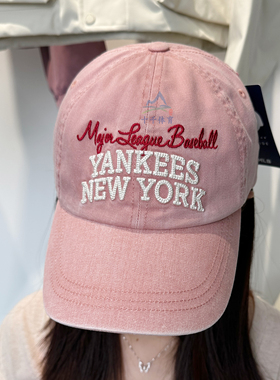 Major League Baseball
YANKEES
NEW YORK